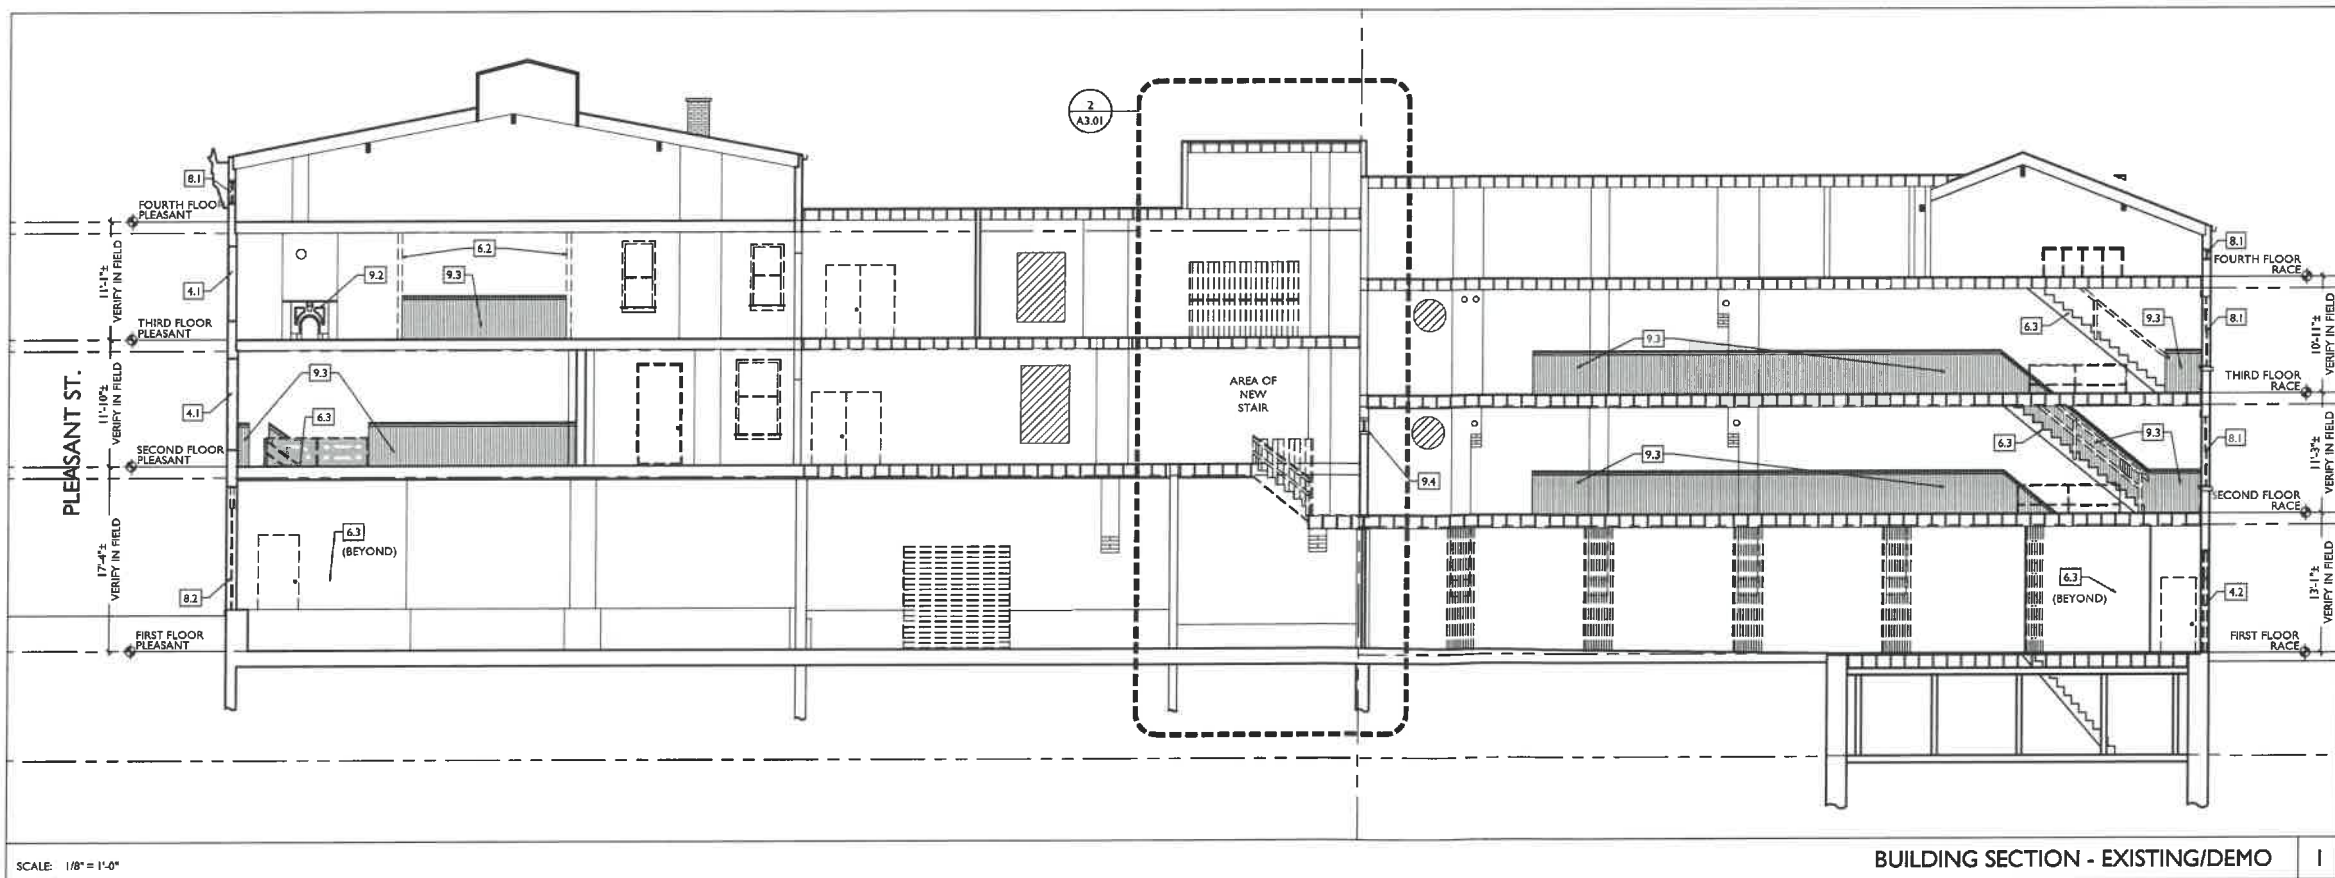 2
A3.01
8.1
FOURTH FLOOR
PLEASANT
11'-1"±
VERIFY IN FIELD
4.1
9.2
6.2
9.3
THIRD FLOOR
PLEASANT
11'-10"±
VERIFY IN FIELD
4.1
9.3
6.3
SECOND FLOOR
PLEASANT
PLEASANT ST.
17'-4"±
VERIFY IN FIELD
8.2
6.3
(BEYOND)
FIRST FLOOR
PLEASANT
AREA OF
NEW
STAIR
9.4
8.1
FOURTH FLOOR
RACE
6.3
9.3
8.1
10'-11"±
VERIFY IN FIELD
9.3
THIRD FLOOR
RACE
6.3
9.3
8.1
11'-3"±
VERIFY IN FIELD
9.3
SECOND FLOOR
RACE
6.3
(BEYOND)
4.2
13'-1"±
VERIFY IN FIELD
FIRST FLOOR
RACE
SCALE: 1/8" = 1'-0"
BUILDING SECTION - EXISTING/DEMO
1